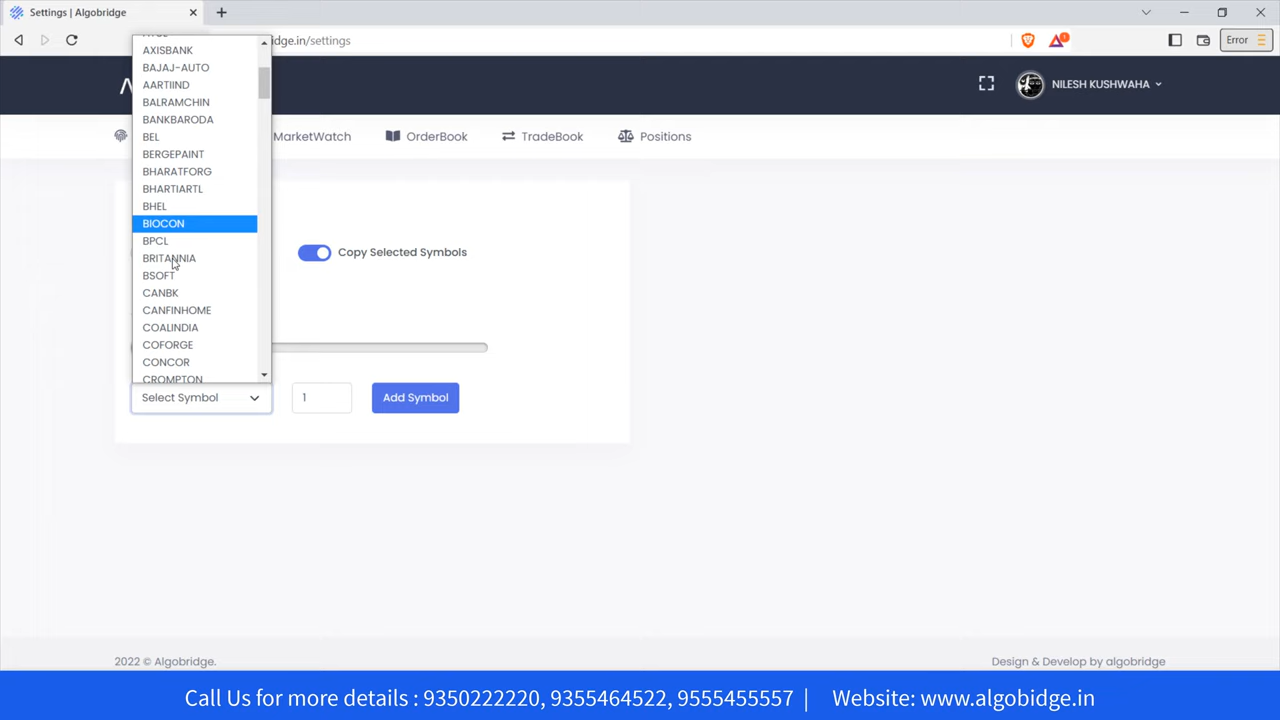 Settings | Algobridge
dge.in/settings
Error
NILESH KUSHWAHA
MarketWatch
OrderBook
TradeBook
Positions
AXISBANK
BAJAJ-AUTO
AARTIIND
BALRAMCHIN
BANKBARODA
BEL
BERGEPAINT
BHARATFORG
BHARTIARTL
BHEL
BIOCON
BPCL
BRITANNIA
BSOFT
CANBK
CANFINHOME
COALINDIA
COFORGE
CONCOR
CROMPTON
Copy Selected Symbols
Select Symbol
1
Add Symbol
2022 © Algobridge.
Design & Develop by algobridge
Call Us for more details : 9350222220, 9355464522, 9555455557 | Website: www.algobidge.in